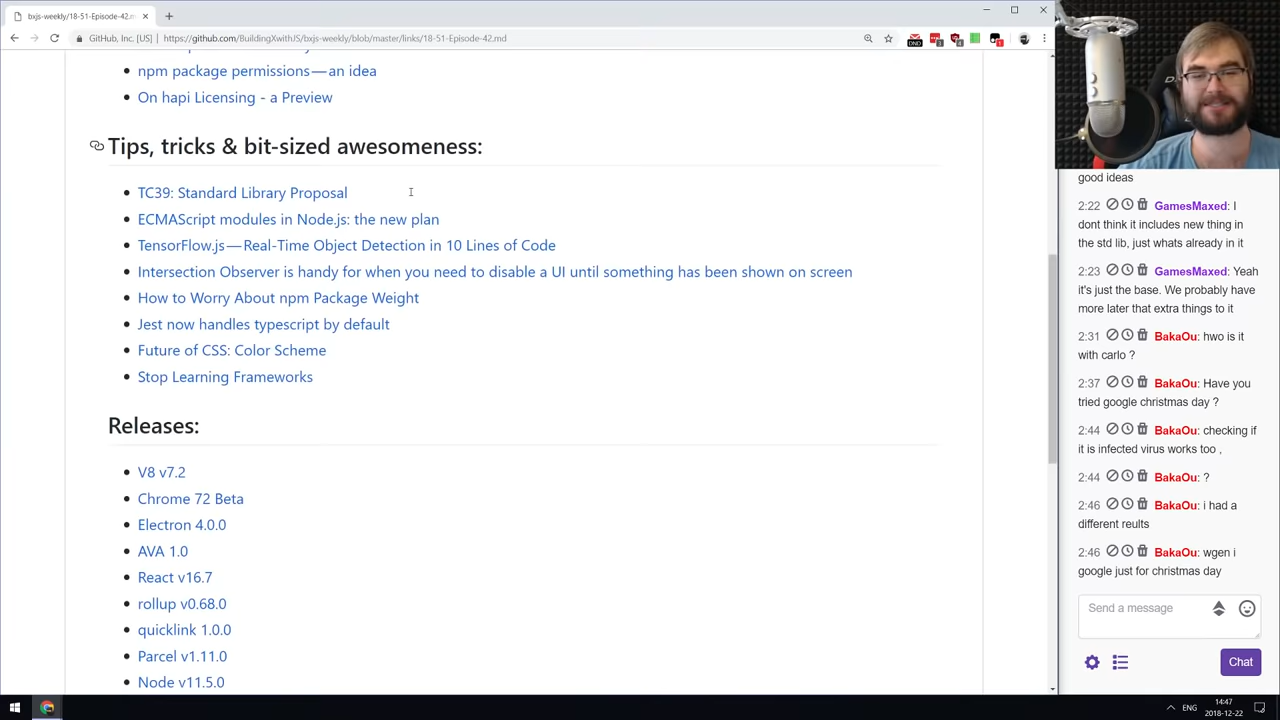 bxjs-weekly/18-51-Episode-42.m
GitHub, Inc. [US]
https://github.com/BuildingXwithJS/bxjs-weekly/blob/master/links/18-51-Episode-42.md
npm package permissions — an idea
On hapi Licensing - a Preview
Tips, tricks & bit-sized awesomeness:
TC39: Standard Library Proposal
ECMAScript modules in Node.js: the new plan
TensorFlow.js — Real-Time Object Detection in 10 Lines of Code
Intersection Observer is handy for when you need to disable a UI until something has been shown on screen
How to Worry About npm Package Weight
Jest now handles typescript by default
Future of CSS: Color Scheme
Stop Learning Frameworks
Releases:
V8 v7.2
Chrome 72 Beta
Electron 4.0.0
AVA 1.0
React v16.7
rollup v0.68.0
quicklink 1.0.0
Parcel v1.11.0
Node v11.5.0
good ideas
2:22 GamesMaxed: I
dont think it includes new thing in
the std lib, just whats already in it
2:23 GamesMaxed: Yeah
it's just the base. We probably have
more later that extra things to it
2:31 BakaOu: hwo is it
with carlo ?
2:37 BakaOu: Have you
tried google christmas day ?
2:44 BakaOu: checking if
it is infected virus works too ,
2:44 BakaOu: ?
2:46 BakaOu: i had a
different reults
2:46 BakaOu: wgen i
google just for christmas day
Send a message
Chat
ENG
14:47
2018-12-22